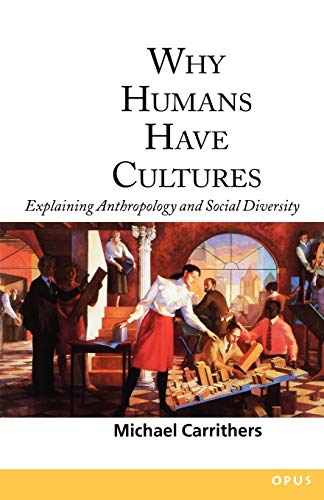 WHY
HUMANS
HAVE
CULTURES
Explaining Anthropology and Social Diversity
Michael Carrithers
OPUS